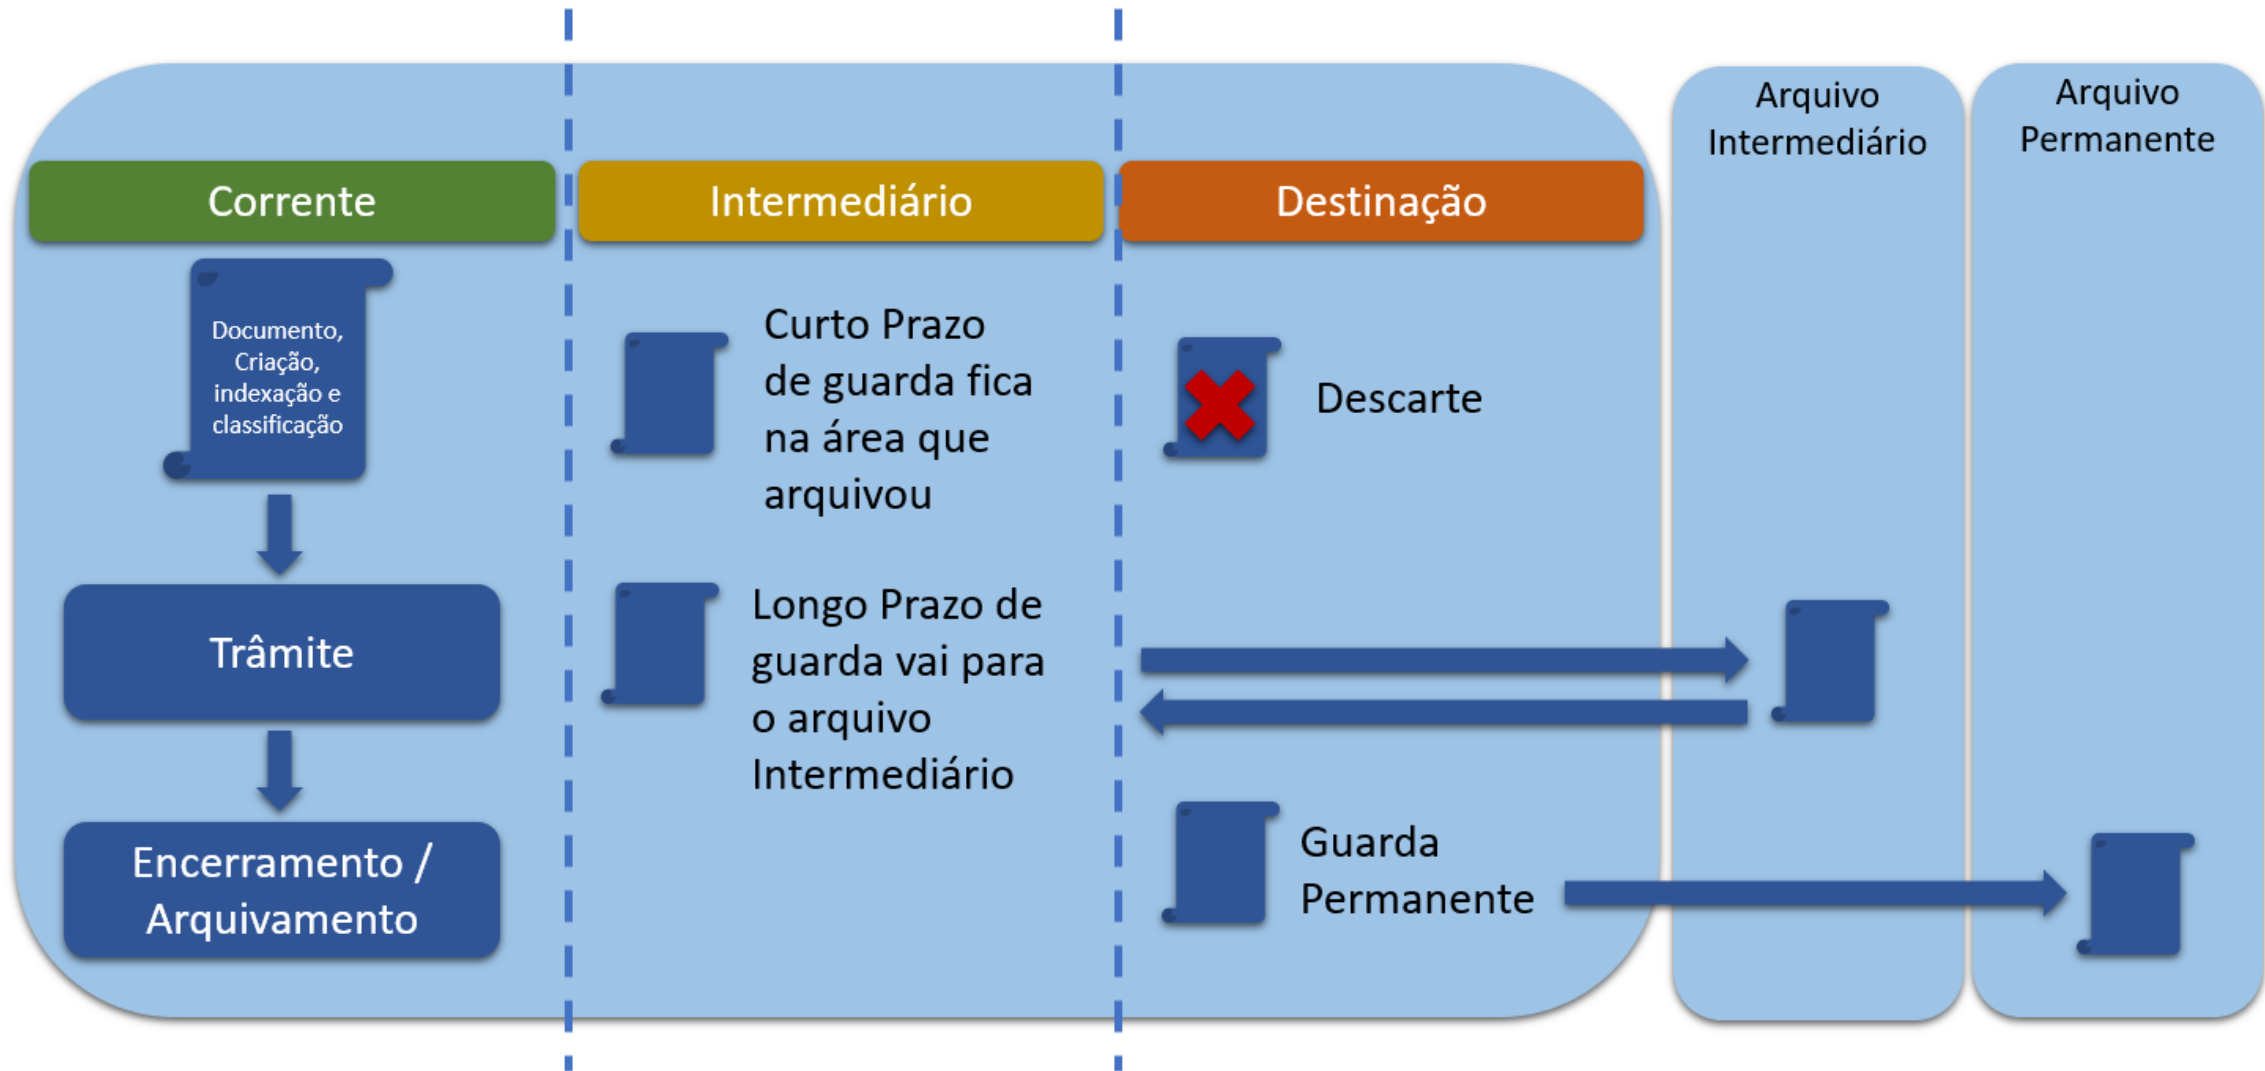 Arquivo
Intermediário
Arquivo
Permanente
Corrente
Intermediário
Destinação
Documento,
Criação,
indexação e
classificação
Trâmite
Encerramento /
Arquivamento
Curto Prazo
de guarda fica
na área que
arquivou
Longo Prazo de
guarda vai para
o arquivo
Intermediário
Descarte
Guarda
Permanente